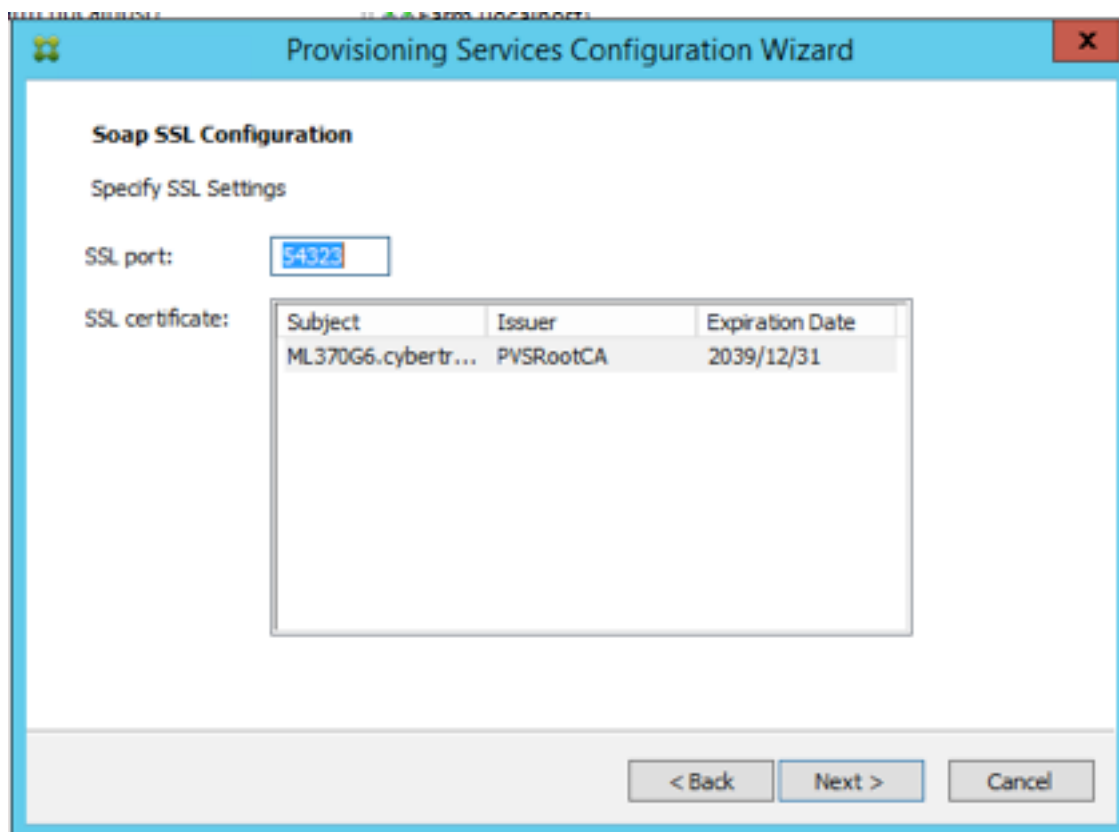 Provisioning Services Configuration Wizard
x
Soap SSL Configuration
Specify SSL Settings
SSL port: 54323
SSL certificate:
Subject Issuer Expiration Date
ML370G6.cybertr... PVSRootCA 2039/12/31
< Back Next > Cancel